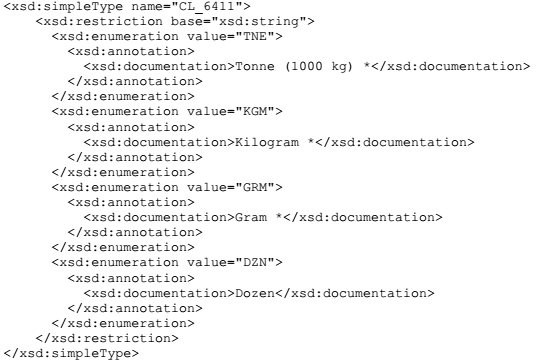 <xsd:simpleType name="CL_6411">
<xsd:restriction base="xsd:string">
<xsd:enumeration value="TNE">
<xsd:annotation>
<xsd:documentation>Tonne (1000 kg) *</xsd:documentation>
</xsd:annotation>
</xsd:enumeration>
<xsd:enumeration value="KGM">
<xsd:annotation>
<xsd:documentation>Kilogram *</xsd:documentation>
</xsd:annotation>
</xsd:enumeration>
<xsd:enumeration value="GRM">
<xsd:annotation>
<xsd:documentation>Gram *</xsd:documentation>
</xsd:annotation>
</xsd:enumeration>
<xsd:enumeration value="DZN">
<xsd:annotation>
<xsd:documentation>Dozen</xsd:documentation>
</xsd:annotation>
</xsd:enumeration>
</xsd:restriction>
</xsd:simpleType>